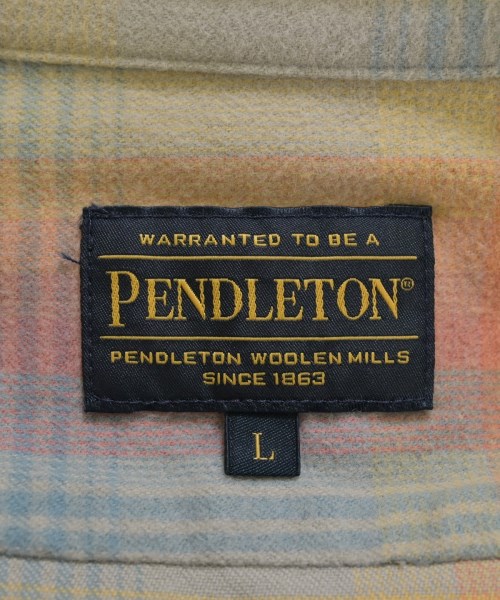 WARRANTED TO BE A
PENDLETON®
PENDLETON WOOLEN MILLS
SINCE 1863
L